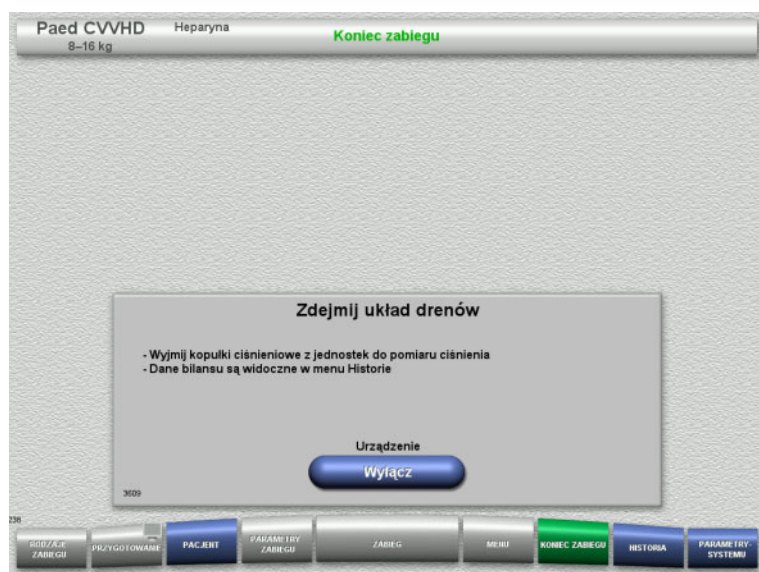 Paed CVVHD Heparyna Koniec zabiegu
8–16 kg
Zdejmij układ drenów
- Wyjmij kopułki ciśnieniowe z jednostek do pomiaru ciśnienia
- Dane bilansu są widoczne w menu Historie
Urządzenie
Wyłącz
3609
238
RODZAJE ZABIEGU
PRZYGOTOWANIE
PACJENT
PARAMETRY ZABIEGU
ZABIEG
MENU
KONIEC ZABIEGU
HISTORIA
PARAMETRY-
SYSTEMU